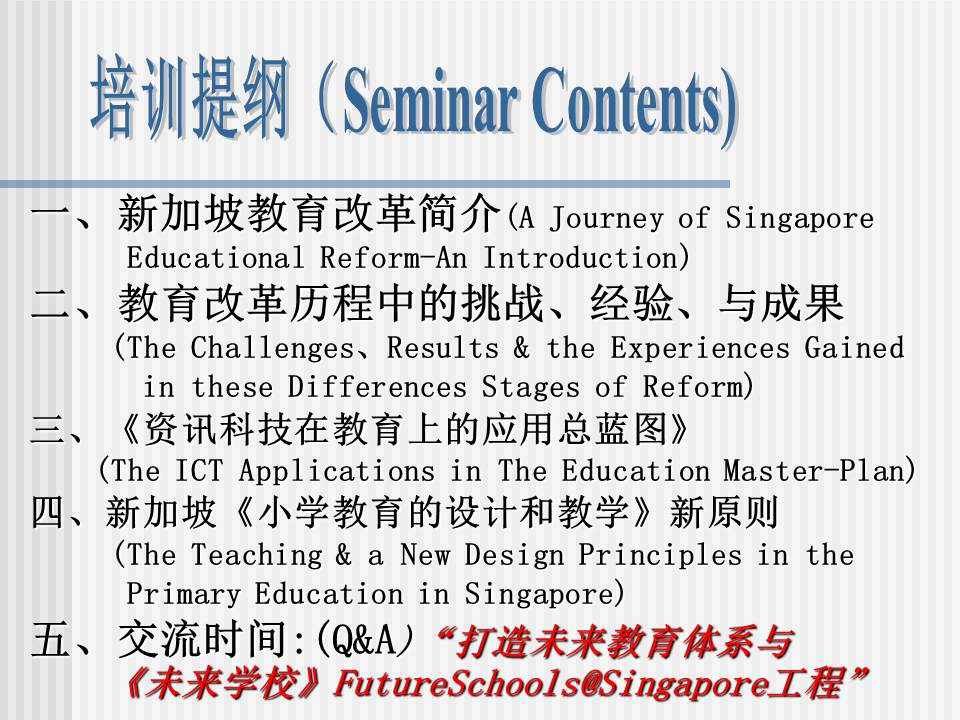 培训提纲（Seminar Contents)
一、新加坡教育改革简介(A Journey of Singapore
Educational Reform-An Introduction)
二、教育改革历程中的挑战、经验、与成果
(The Challenges、Results & the Experiences Gained
in these Differences Stages of Reform)
三、《资讯科技在教育上的应用总蓝图》
(The ICT Applications in The Education Master-Plan)
四、新加坡《小学教育的设计和教学》新原则
(The Teaching & a New Design Principles in the
Primary Education in Singapore)
五、交流时间:(Q&A)“打造未来教育体系与
《未来学校》FutureSchools@Singapore工程”